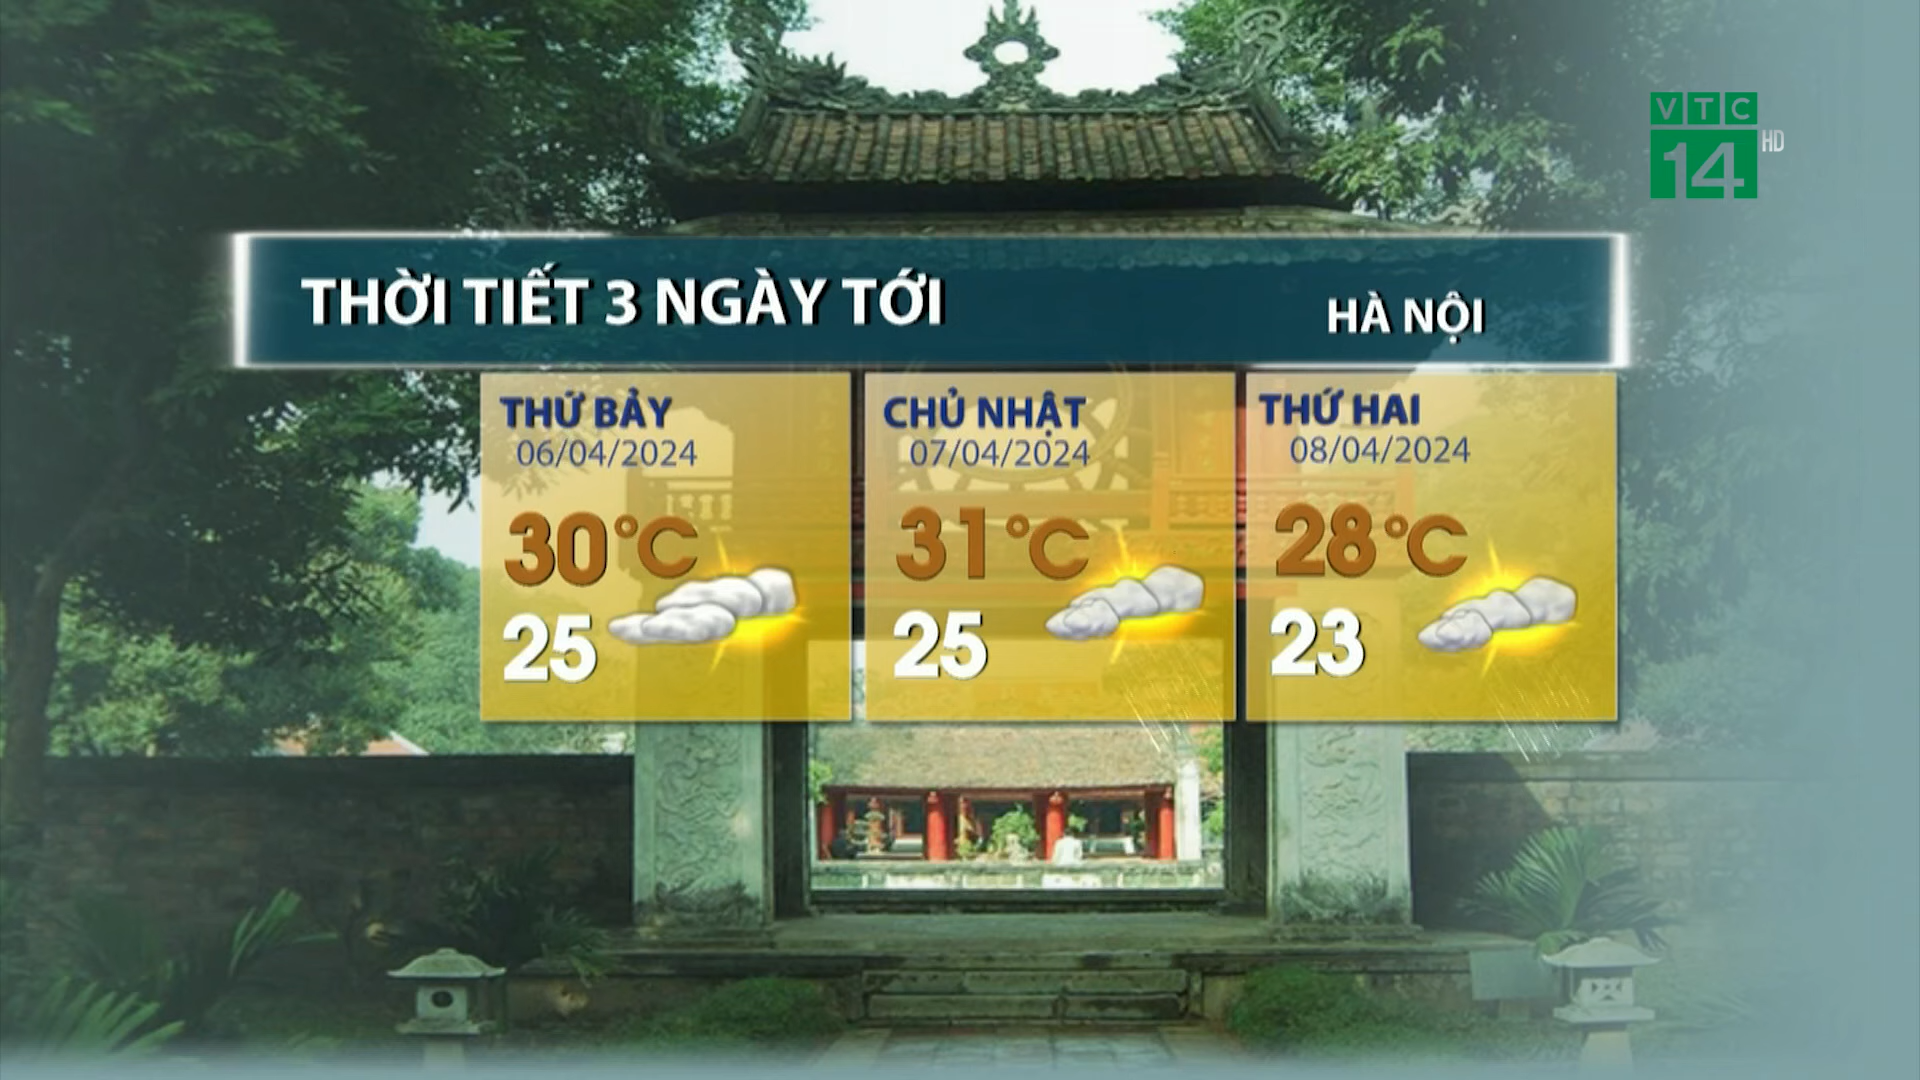 VTC
14 HD
THỜI TIẾT 3 NGÀY TỚI
HÀ NỘI
THỨ BẢY
06/04/2024
30°C
25
CHỦ NHẬT
07/04/2024
31°C
25
THỨ HAI
08/04/2024
28°C
23